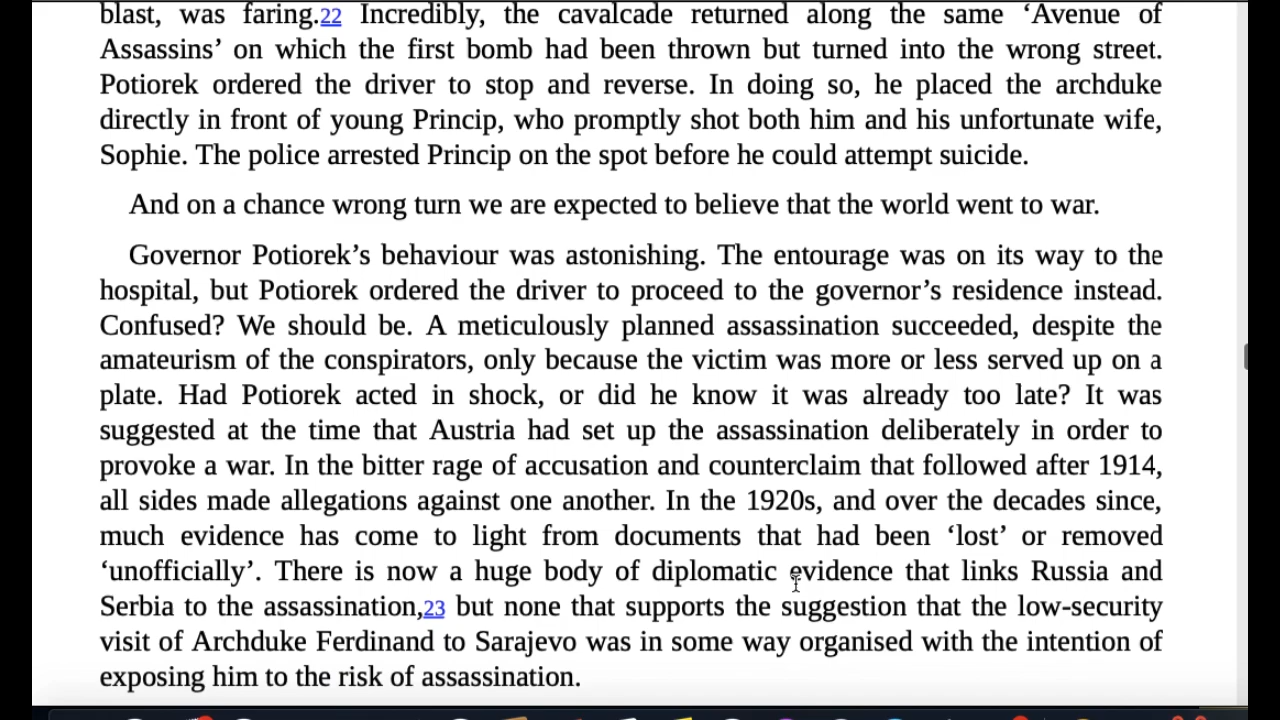 blast, was faring.22 Incredibly, the cavalcade returned along the same ‘Avenue of
Assassins’ on which the first bomb had been thrown but turned into the wrong street.
Potiorek ordered the driver to stop and reverse. In doing so, he placed the archduke
directly in front of young Princip, who promptly shot both him and his unfortunate wife,
Sophie. The police arrested Princip on the spot before he could attempt suicide.
And on a chance wrong turn we are expected to believe that the world went to war.
Governor Potiorek’s behaviour was astonishing. The entourage was on its way to the
hospital, but Potiorek ordered the driver to proceed to the governor’s residence instead.
Confused? We should be. A meticulously planned assassination succeeded, despite the
amateurism of the conspirators, only because the victim was more or less served up on a
plate. Had Potiorek acted in shock, or did he know it was already too late? It was
suggested at the time that Austria had set up the assassination deliberately in order to
provoke a war. In the bitter rage of accusation and counterclaim that followed after 1914,
all sides made allegations against one another. In the 1920s, and over the decades since,
much evidence has come to light from documents that had been ‘lost’ or removed
‘unofficially’. There is now a huge body of diplomatic evidence that links Russia and
Serbia to the assassination,23 but none that supports the suggestion that the low-security
visit of Archduke Ferdinand to Sarajevo was in some way organised with the intention of
exposing him to the risk of assassination.